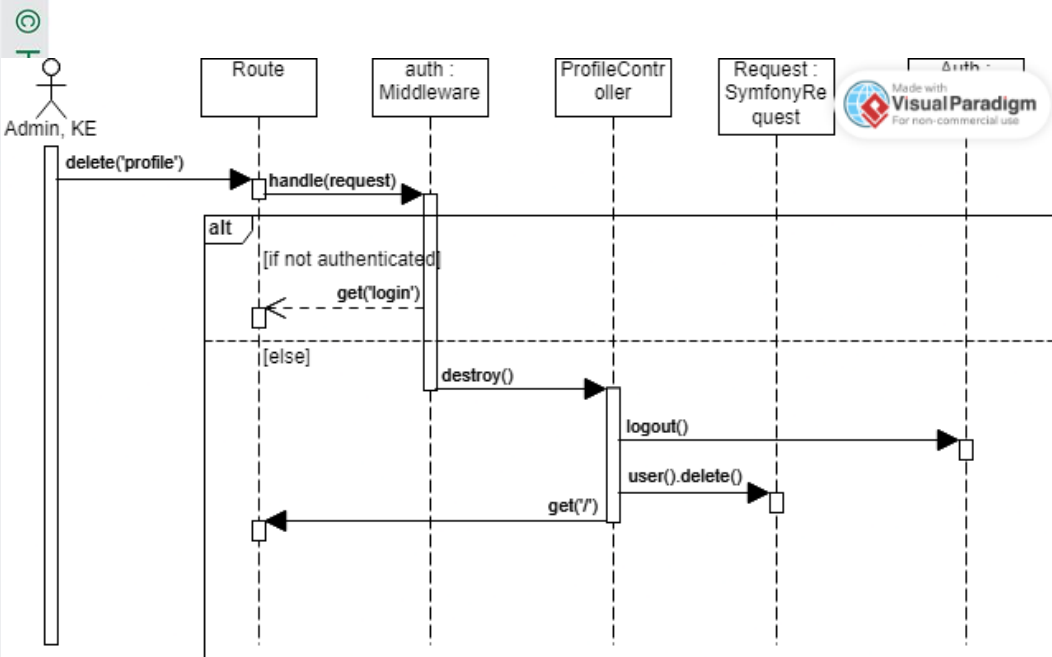 ©
Admin, KE
Route
auth :
Middleware
ProfileContr
oller
Request :
SymfonyRe
quest
Auth :
Made with
Visual Paradigm
For non-commercial use
delete('profile')
handle(request)
alt
[if not authenticated]
get('login')
[else]
destroy()
logout()
user().delete()
get('/')